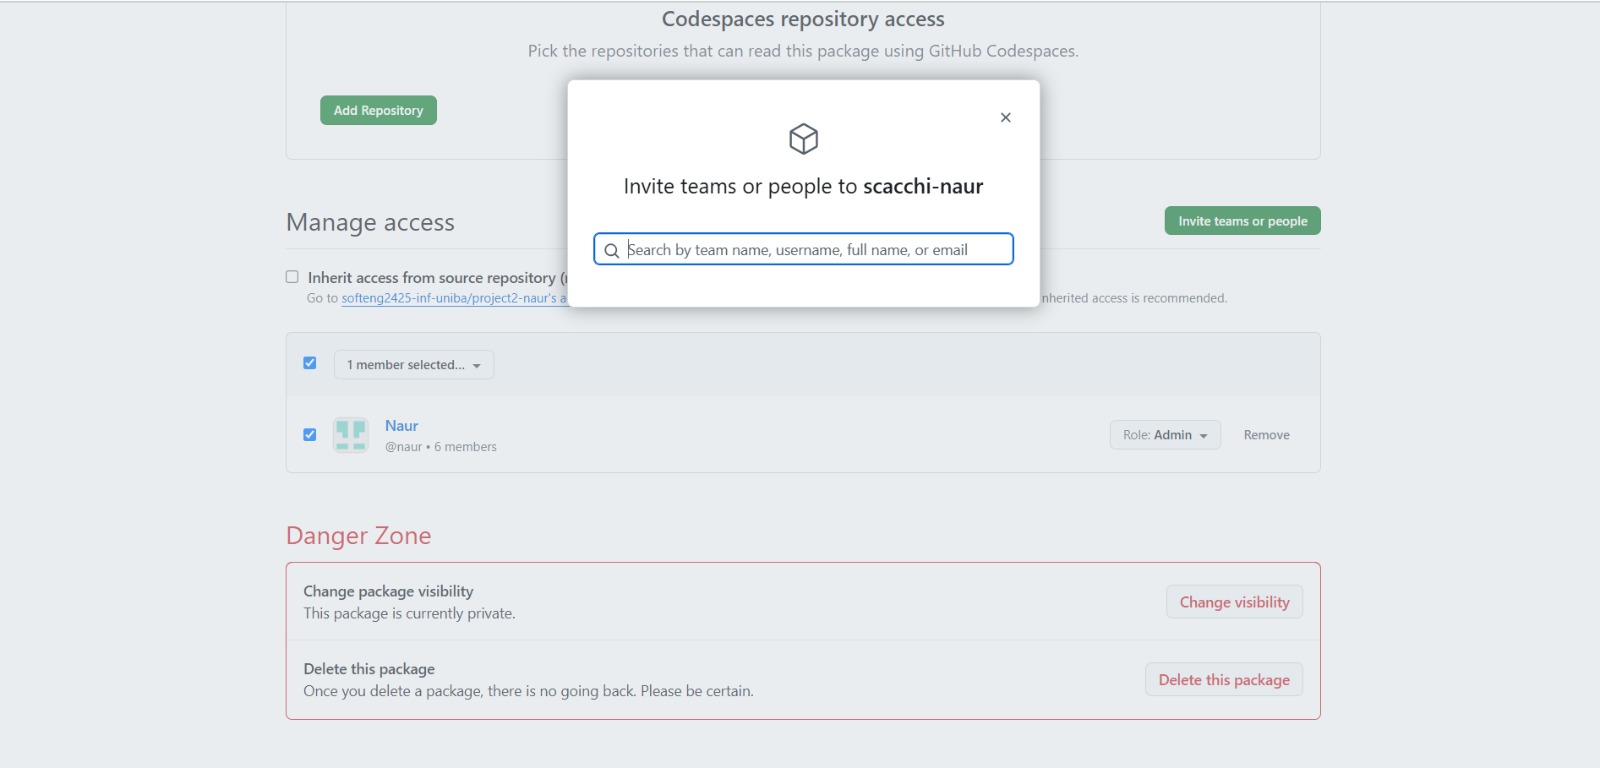 Codespaces repository access
Pick the repositories that can read this package using GitHub Codespaces.
Add Repository
Invite teams or people to scacchi-naur
Search by team name, username, full name, or email
Manage access
Invite teams or people
Inherit access from source repository (
Go to softeng2425-inf-uniba/project2-naur's a
nherited access is recommended.
1 member selected...
Naur
@naur • 6 members
Role: Admin
Remove
Danger Zone
Change package visibility
This package is currently private.
Change visibility
Delete this package
Once you delete a package, there is no going back. Please be certain.
Delete this package